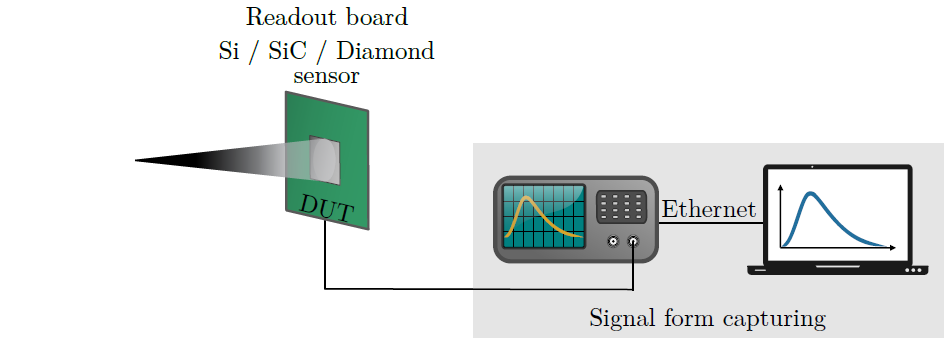 Readout board
Si / SiC / Diamond
sensor
DUT
Ethernet
Signal form capturing